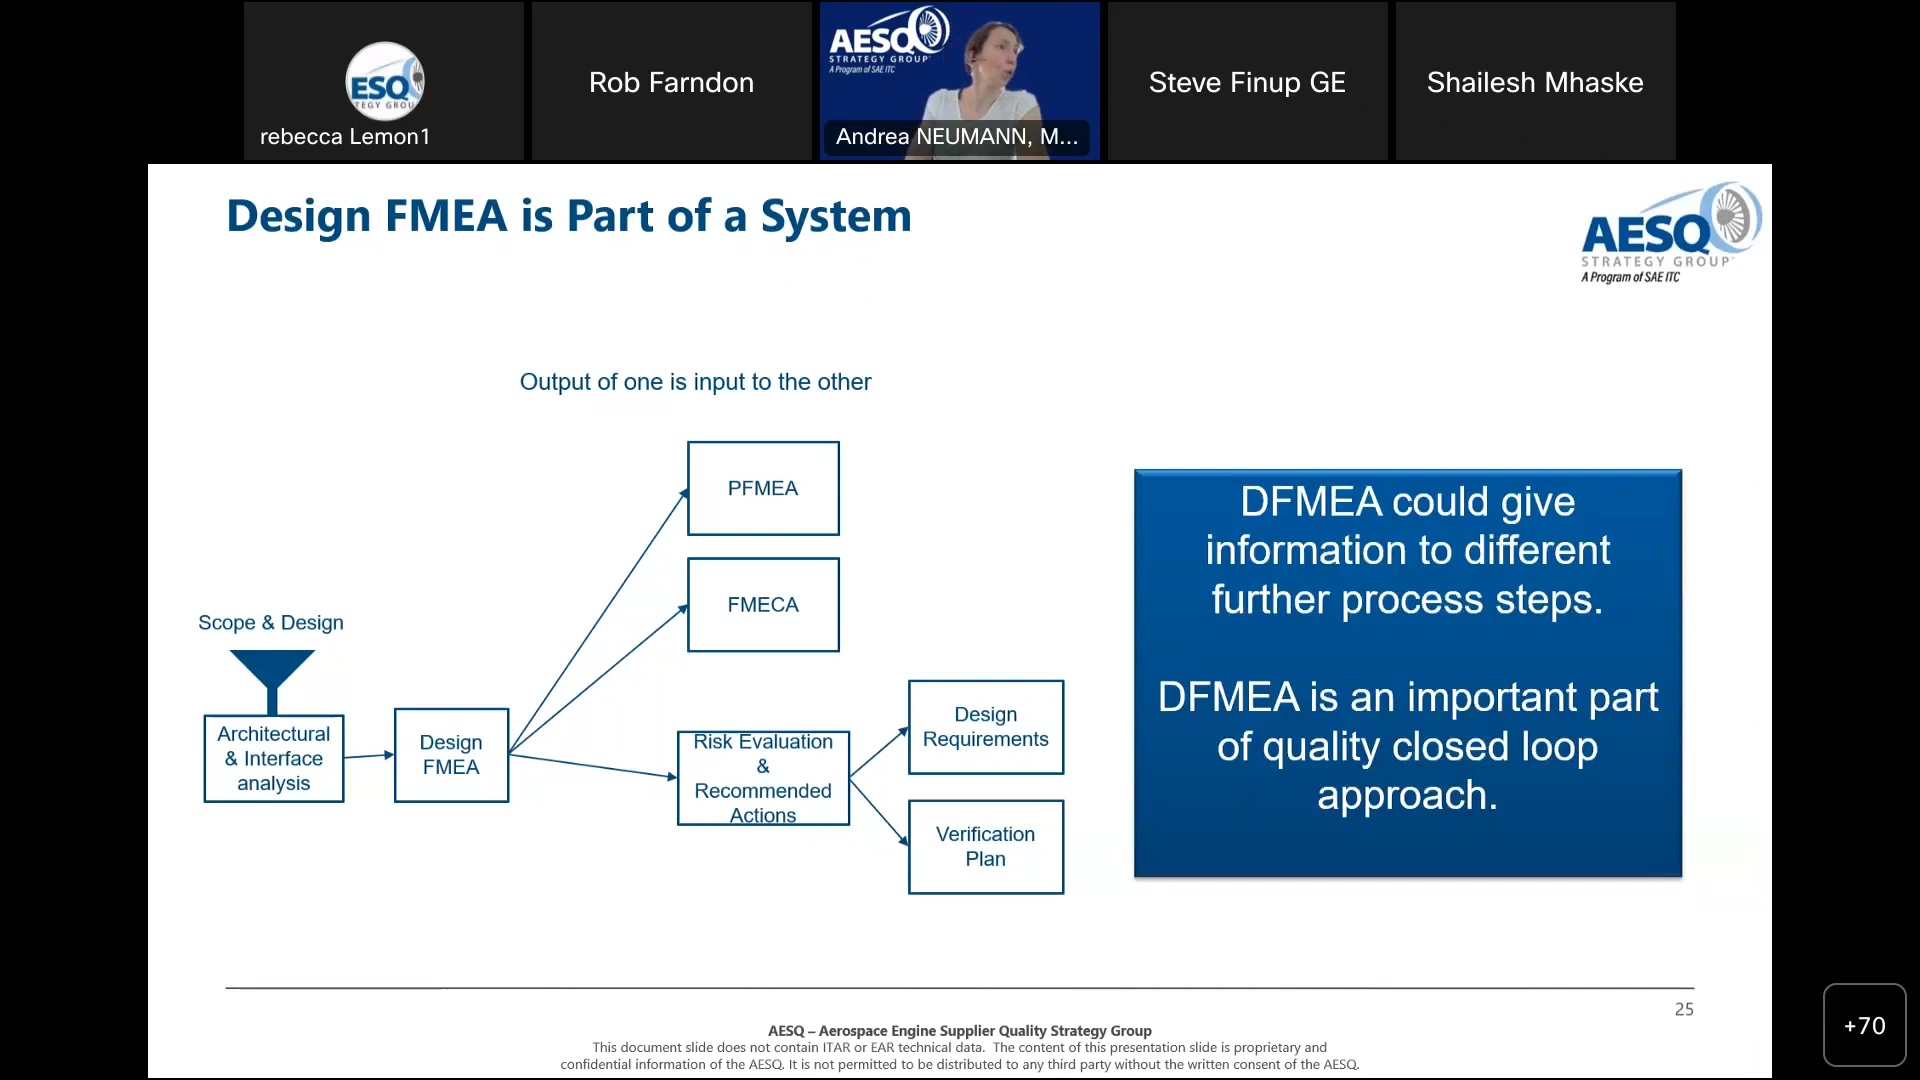 ESQ
TEGY GROU
rebecca Lemon1
Rob Farndon
AESQ
STRATEGY GROUP
A Program of SAE ITC
Andrea NEUMANN, M...
Steve Finup GE
Shailesh Mhaske
Design FMEA is Part of a System
AESQ
STRATEGY GROUP
A Program of SAE ITC
Output of one is input to the other
PFMEA
FMECA
Scope & Design
Architectural
& Interface
analysis
Design
FMEA
Risk Evaluation
&
Recommended
Actions
Design
Requirements
Verification
Plan
DFMEA could give
information to different
further process steps.
DFMEA is an important part
of quality closed loop
approach.
25
AESQ – Aerospace Engine Supplier Quality Strategy Group
This document slide does not contain ITAR or EAR technical data.  The content of this presentation slide is proprietary and
confidential information of the AESQ. It is not permitted to be distributed to any third party without the written consent of the AESQ.
+70